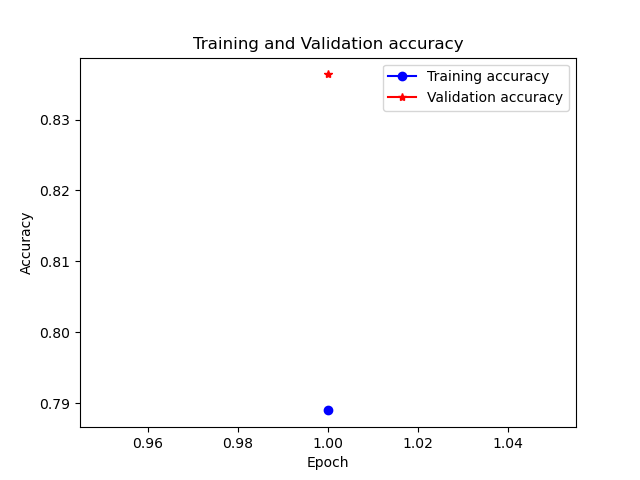 Training and Validation accuracy
Training accuracy
Validation accuracy
0.83
0.82
0.81
0.80
0.79
Accuracy
0.96 0.98 1.00 1.02 1.04
Epoch